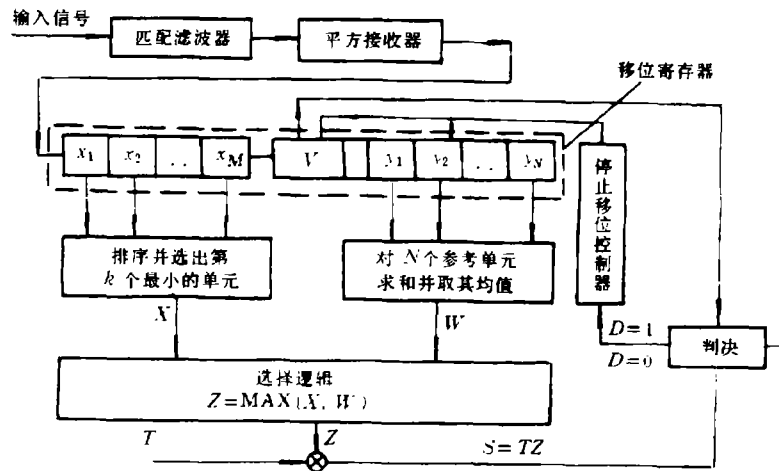 输入信号
匹配滤波器
平方接收器
移位寄存器
x₁ x₂ .. x_M V y₁ y₂ .. y_N
停止移位控制器
排序并选出第
k 个最小的单元
对 N 个参考单元
求和并取其均值
X
W
D=1
D=0
判决
选择逻辑
Z=MAX(X, W)
T
Z
S=TZ